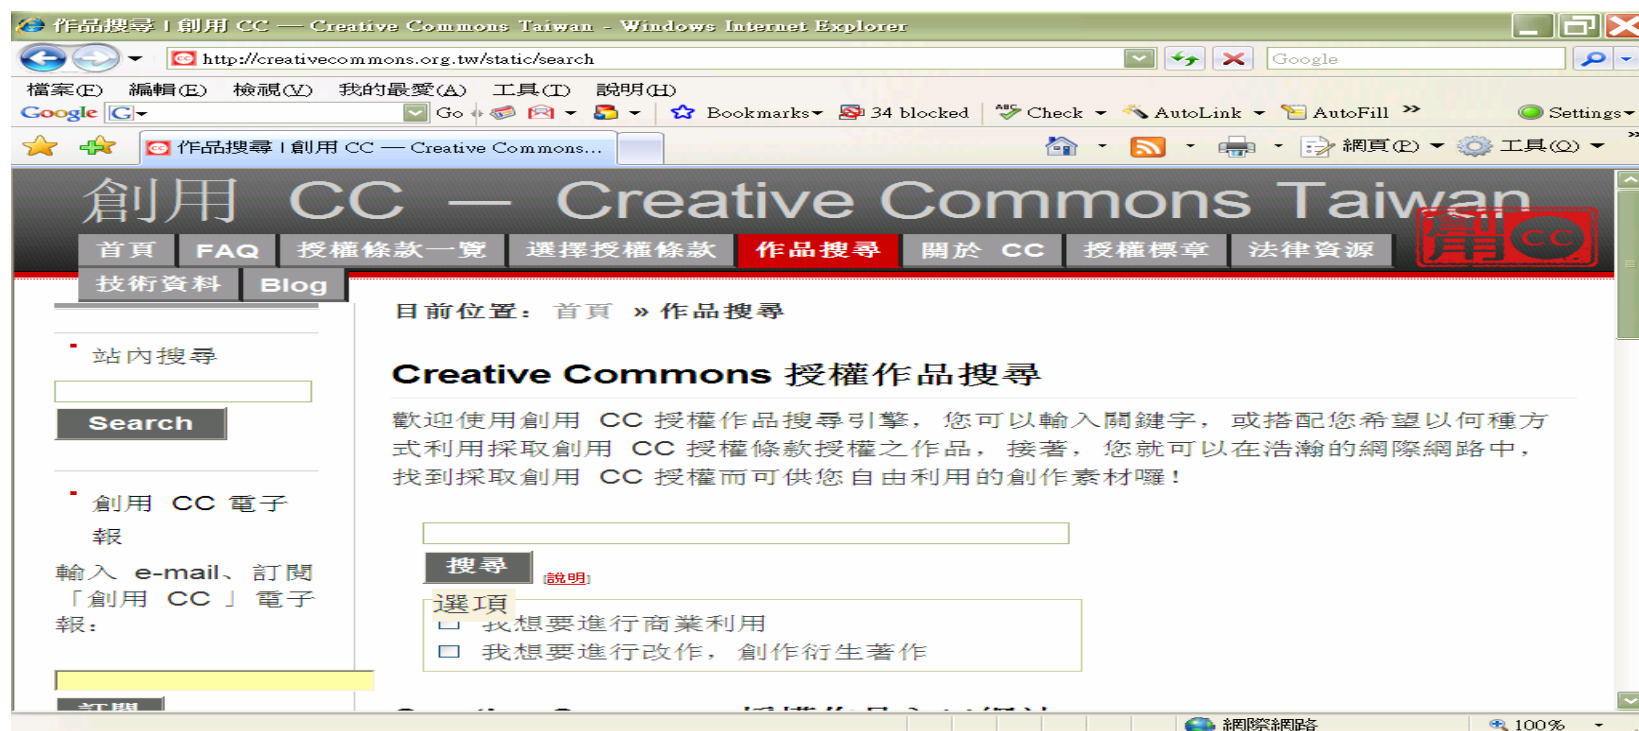 作品搜尋 | 創用 CC — Creative Commons Taiwan - Windows Internet Explorer
http://creativecommons.org.tw/static/search
Google
檔案(F) 編輯(E) 檢視(V) 我的最愛(A) 工具(T) 說明(H)
Google G Go Bookmarks 34 blocked ABC Check AutoLink AutoFill » Settings
作品搜尋 | 創用 CC — Creative Commons... 網頁(P) 工具(O) »
創用 CC — Creative Commons Taiwan
首頁 FAQ 授權條款一覽 選擇授權條款 作品搜尋 關於 CC 授權標章 法律資源
創 CC
技術資料 Blog
目前位置: 首頁 » 作品搜尋
站內搜尋
Search
創用 CC 電子
報
輸入 e-mail、訂閱
「創用 CC 」電子
報:
訂閱
Creative Commons 授權作品搜尋
歡迎使用創用 CC 授權作品搜尋引擎, 您可以輸入關鍵字, 或搭配您希望以何種方
式利用採取創用 CC 授權條款授權之作品, 接著, 您就可以在浩瀚的網際網路中,
找到採取創用 CC 授權而可供您自由利用的創作素材囉!
搜尋 [說明]
選項
我想要進行商業利用
我想要進行改作, 創作衍生著作
網際網路 100%